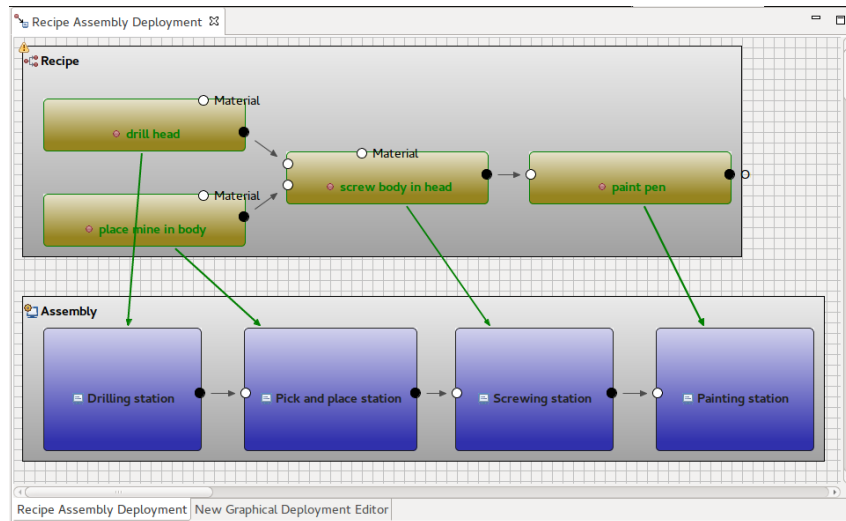 Recipe Assembly Deployment
Recipe
Material
drill head
Material
screw body in head
paint pen
Material
place mine in body
Assembly
Drilling station
Pick and place station
Screwing station
Painting station
Recipe Assembly Deployment
New Graphical Deployment Editor